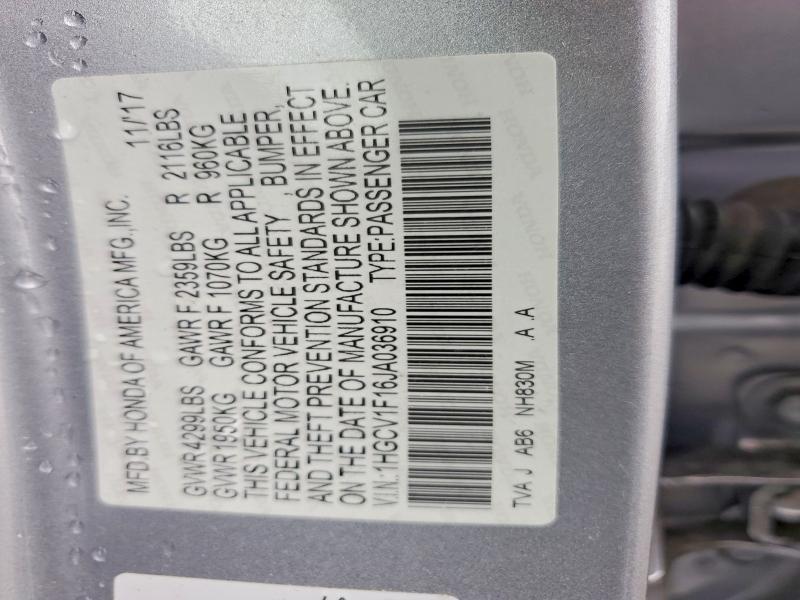 MFD BY HONDA OF AMERICA MFG., INC. 11/17
GVWR 4299LBS GAWR F 2359LBS R 2116LBS
GVWR 1950KG GAWR F 1070KG R 960KG
THIS VEHICLE CONFORMS TO ALL APPLICABLE
FEDERAL MOTOR VEHICLE SAFETY , BUMPER,
AND THEFT PREVENTION STANDARDS IN EFFECT
ON THE DATE OF MANUFACTURE SHOWN ABOVE.
V.I.N.:1HGCV1F16JA036910 TYPE:PASSENGER CAR
TVA J AB6 NH830M .A .A